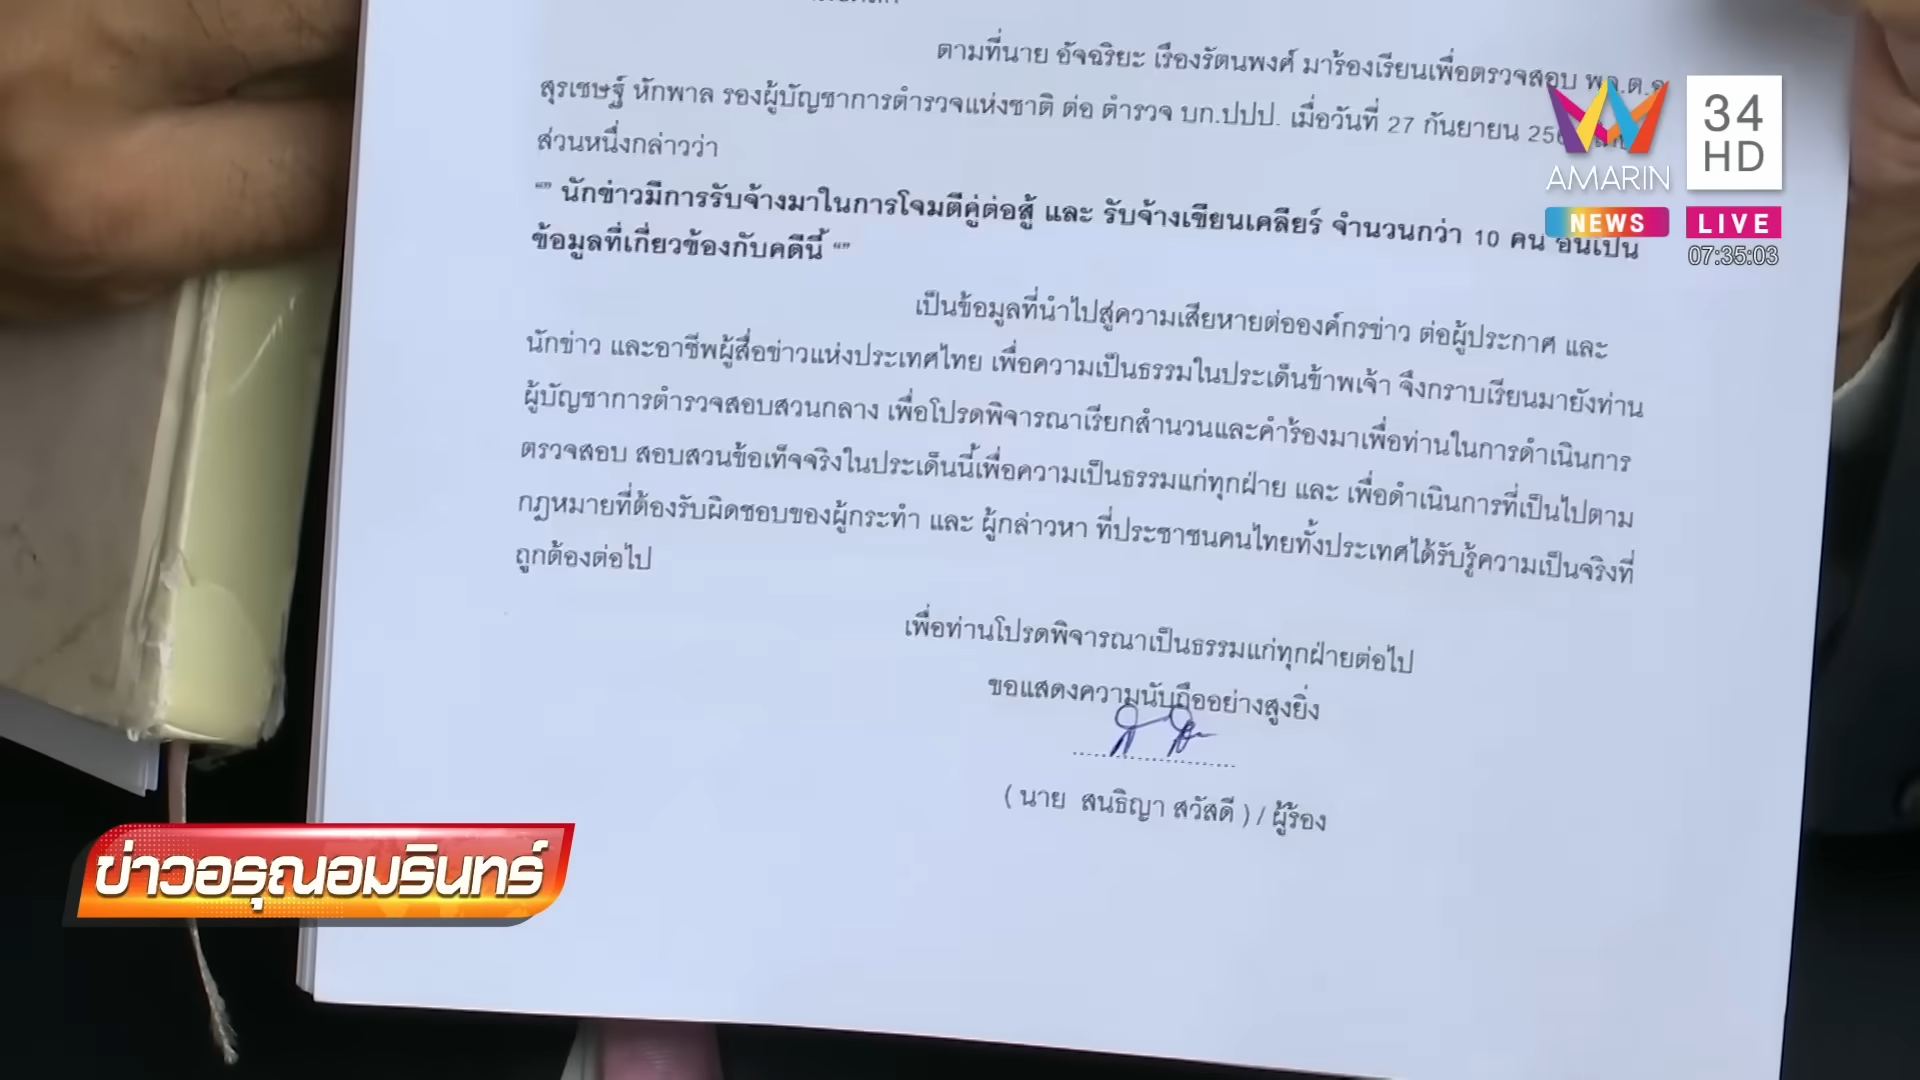 ตามที่นาย อัจฉริยะ เรืองรัตนพงศ์ มาร้องเรียนเพื่อตรวจสอบ พล.ต.อ
สุรเชษฐ์ หักพาล รองผู้บัญชาการตำรวจแห่งชาติ ต่อ ตำรวจ บก.ปปป. เมื่อวันที่ 27 กันยายน
ส่วนหนึ่งกล่าวว่า
“” นักข่าวมีการรับจ้างมาในการโจมตีคู่ต่อสู้ และ รับจ้างเขียนเคลียร์ จำนวนกว่า 10 คน อันเป็น
ข้อมูลที่เกี่ยวข้องกับคดีนี้ “”
เป็นข้อมูลที่นำไปสู่ความเสียหายต่อองค์กรข่าว ต่อผู้ประกาศ และ
นักข่าว และอาชีพผู้สื่อข่าวแห่งประเทศไทย เพื่อความเป็นธรรมในประเด็นข้าพเจ้า จึงกราบเรียนมายังท่าน
ผู้บัญชาการตำรวจสอบสวนกลาง เพื่อโปรดพิจารณาเรียกสำนวนและคำร้องมาเพื่อท่านในการดำเนินการ
ตรวจสอบ สอบสวนข้อเท็จจริงในประเด็นนี้เพื่อความเป็นธรรมแก่ทุกฝ่าย และ เพื่อดำเนินการที่เป็นไปตาม
กฎหมายที่ต้องรับผิดชอบของผู้กระทำ และ ผู้กล่าวหา ที่ประชาชนคนไทยทั้งประเทศได้รับรู้ความเป็นจริงที่
ถูกต้องต่อไป
เพื่อท่านโปรดพิจารณาเป็นธรรมแก่ทุกฝ่ายต่อไป
ขอแสดงความนับถืออย่างสูงยิ่ง
( นาย สนธิญา สวัสดี ) / ผู้ร้อง
AMARIN
NEWS
34
HD
LIVE
07:35:03
ข่าวอรุณอมรินทร์